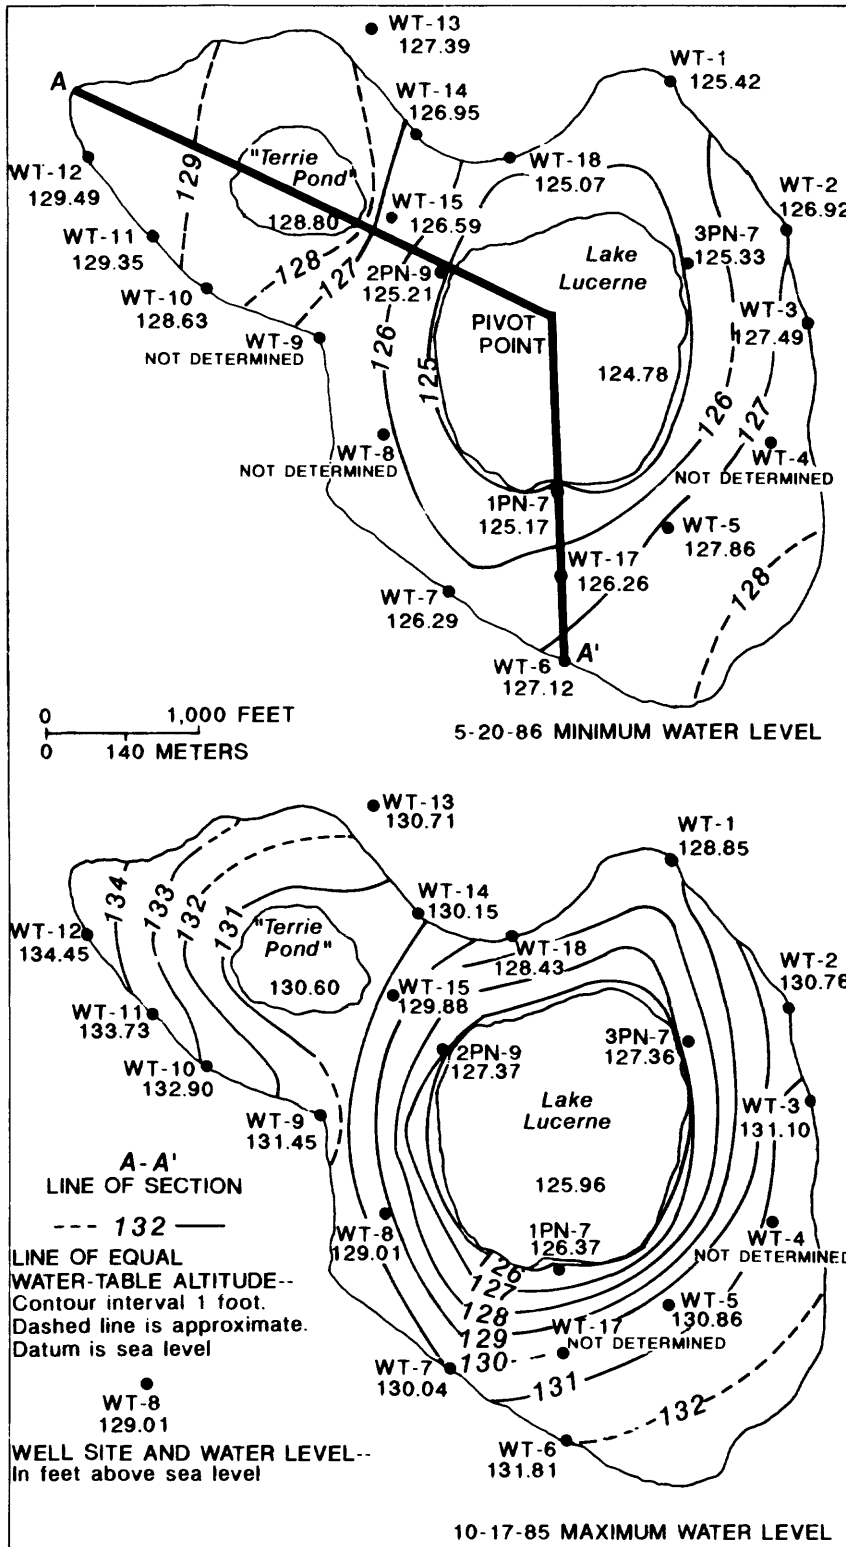 WT-13
127.39
WT-1
125.42
A
WT-14
126.95
"Terrie
Pond"
128.80
WT-18
125.07
WT-12
129.49
129
WT-15
126.59
WT-2
126.92
WT-11
129.35
Lake
Lucerne
3PN-7
125.33
128
127
2PN-9
125.21
WT-10
128.63
PIVOT
POINT
WT-3
127.49
WT-9
NOT DETERMINED
126
125
124.78
126
127
WT-8
NOT DETERMINED
WT-4
NOT DETERMINED
1PN-7
125.17
WT-5
127.86
WT-17
126.26
128
WT-7
126.29
WT-6
127.12
A'
0 1,000 FEET
0 140 METERS
5-20-86 MINIMUM WATER LEVEL
WT-13
130.71
WT-1
128.85
134
133
132
131
WT-14
130.15
"Terrie
Pond"
130.60
WT-12
134.45
WT-18
128.43
WT-2
130.76
WT-15
129.88
WT-11
133.73
2PN-9
127.37
3PN-7
127.36
WT-10
132.90
Lake
Lucerne
WT-3
131.10
WT-9
131.45
A-A'
LINE OF SECTION
125.96
--- 132 —
WT-8
129.01
1PN-7
126.37
WT-4
NOT DETERMINED
LINE OF EQUAL
WATER-TABLE ALTITUDE--
Contour interval 1 foot.
Dashed line is approximate.
Datum is sea level
126
127
128
129
130
131
132
WT-5
130.86
WT-17
NOT DETERMINED
WT-7
130.04
WT-8
129.01
WT-6
131.81
WELL SITE AND WATER LEVEL--
In feet above sea level
10-17-85 MAXIMUM WATER LEVEL